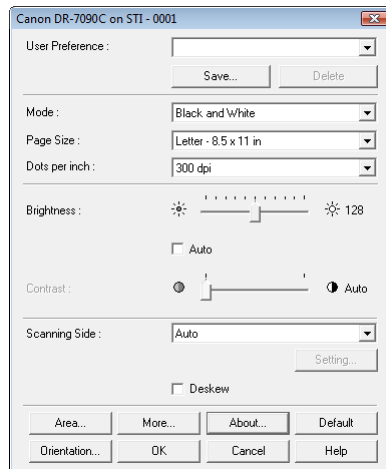 Canon DR-7090C on STI - 0001
User Preference :
Save... Delete
Mode : Black and White
Page Size : Letter - 8.5 x 11 in
Dots per inch : 300 dpi
Brightness : 128
Auto
Contrast : Auto
Scanning Side : Auto
Setting...
Deskew
Area... More... About... Default
Orientation... OK Cancel Help